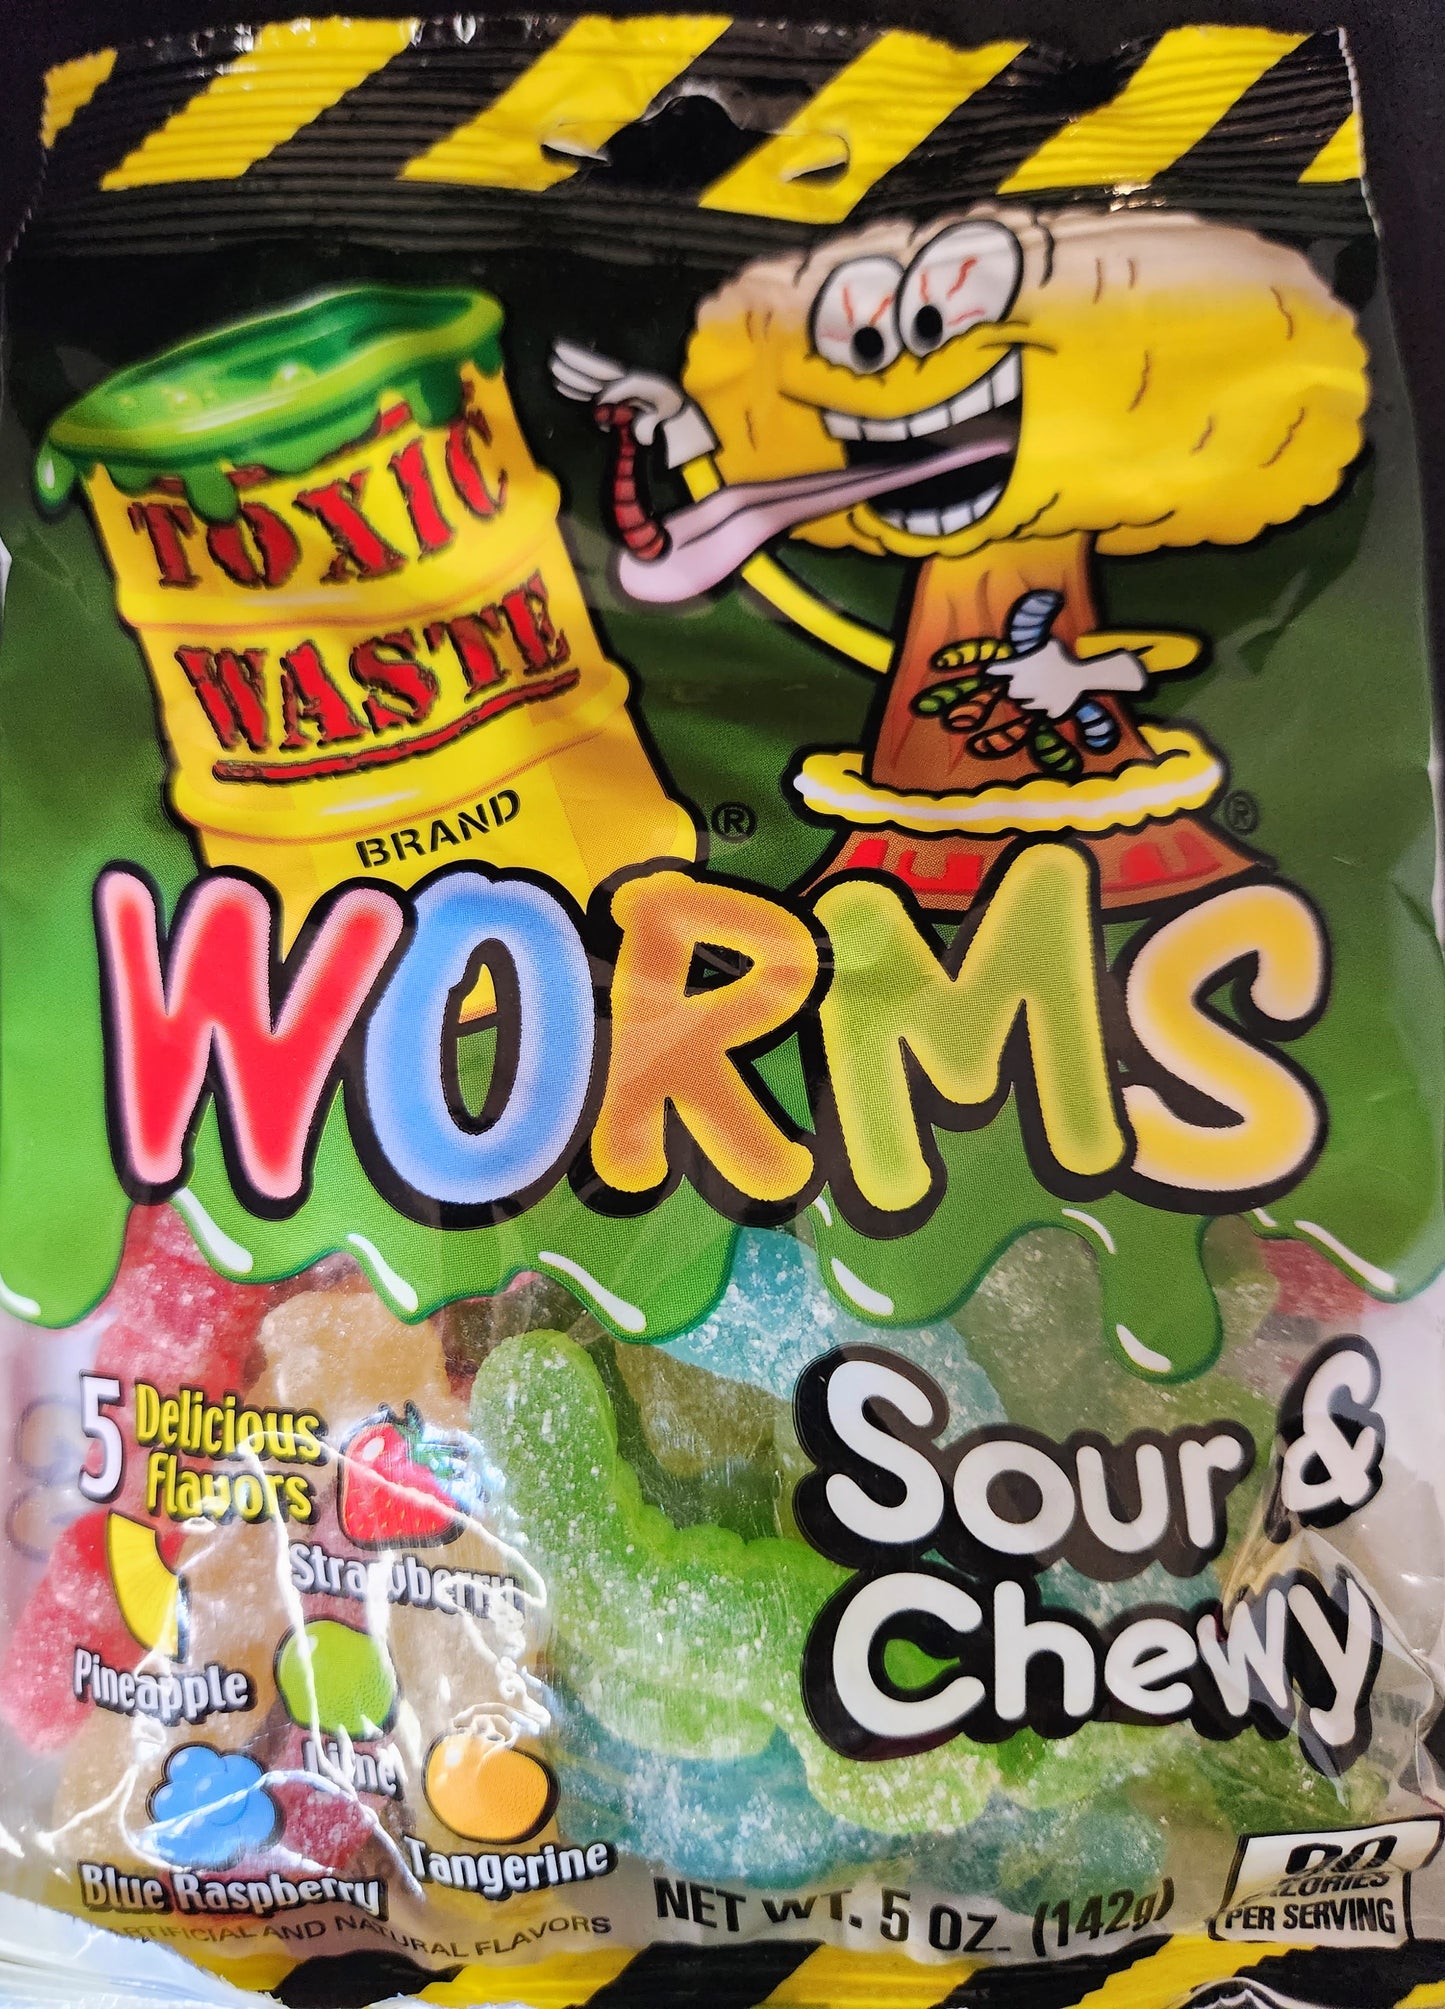 TOXIC
WASTE
BRAND ® ®
WORMS
5 Delicious
flavors
Strawberry
Pineapple
Lime
Blue Raspberry
Tangerine
ARTIFICIAL AND NATURAL FLAVORS
Sour &
Chewy
NET WT. 5 OZ. (142g)
CALORIES
PER SERVING